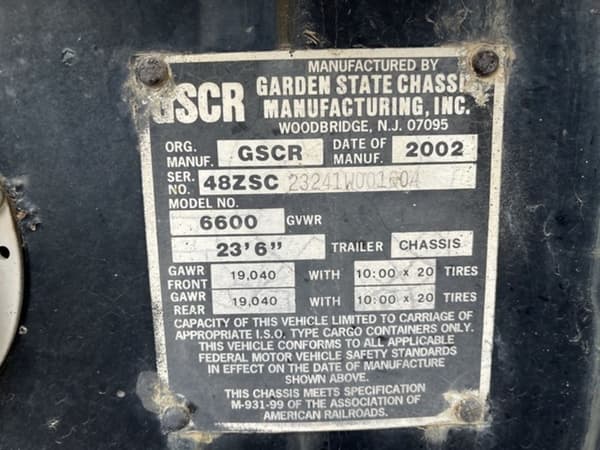 MANUFACTURED BY
GSCR GARDEN STATE CHASSIS
MANUFACTURING, INC.
WOODBRIDGE, N.J. 07095
ORG. MANUF. GSCR DATE OF MANUF. 2002
SER. NO. 48ZSC
MODEL NO.
6600 GVWR
23'6" TRAILER CHASSIS
GAWR FRONT 19,040 WITH 10:00 x 20 TIRES
GAWR REAR 19,040 WITH 10:00 x 20 TIRES
CAPACITY OF THIS VEHICLE LIMITED TO CARRIAGE OF
APPROPRIATE I.S.O. TYPE CARGO CONTAINERS ONLY.
THIS VEHICLE CONFORMS TO ALL APPLICABLE
FEDERAL MOTOR VEHICLE SAFETY STANDARDS
IN EFFECT ON THE DATE OF MANUFACTURE
SHOWN ABOVE.
THIS CHASSIS MEETS SPECIFICATION
M-931-99 OF THE ASSOCIATION OF
AMERICAN RAILROADS.